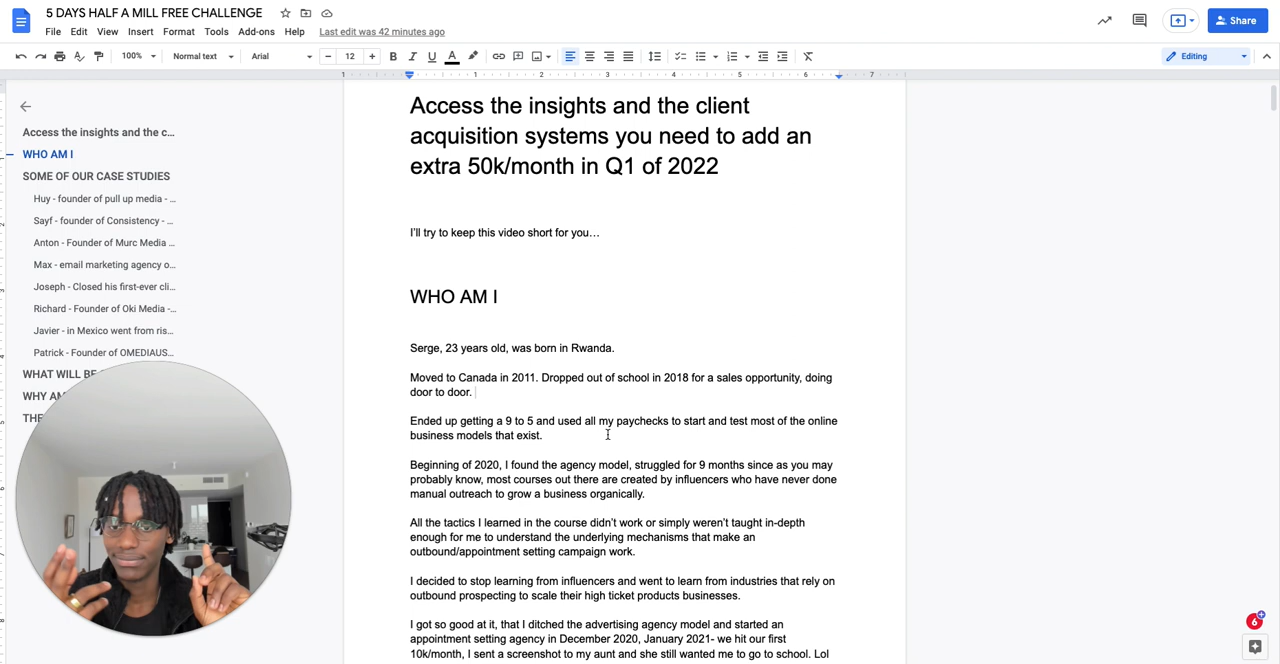 5 DAYS HALF A MILL FREE CHALLENGE
File Edit View Insert Format Tools Add-ons Help Last edit was 42 minutes ago
Share
100% Normal text Arial 12 B I U A Editing
1 1 2 3 4 5 6 7
Access the insights and the c...
WHO AM I
SOME OF OUR CASE STUDIES
Huy - founder of pull up media - ...
Sayf - founder of Consistency - ...
Anton - Founder of Murc Media ...
Max - email marketing agency o...
Joseph - Closed his first-ever cli...
Richard - Founder of Oki Media -...
Javier - in Mexico went from ris...
Patrick - Founder of OMEDIAUS...
WHAT WILL BE
WHY AM
THE
Access the insights and the client
acquisition systems you need to add an
extra 50k/month in Q1 of 2022
I'll try to keep this video short for you…
WHO AM I
Serge, 23 years old, was born in Rwanda.
Moved to Canada in 2011. Dropped out of school in 2018 for a sales opportunity, doing
door to door.
Ended up getting a 9 to 5 and used all my paychecks to start and test most of the online
business models that exist.
Beginning of 2020, I found the agency model, struggled for 9 months since as you may
probably know, most courses out there are created by influencers who have never done
manual outreach to grow a business organically.
All the tactics I learned in the course didn't work or simply weren't taught in-depth
enough for me to understand the underlying mechanisms that make an
outbound/appointment setting campaign work.
I decided to stop learning from influencers and went to learn from industries that rely on
outbound prospecting to scale their high ticket products businesses.
I got so good at it, that I ditched the advertising agency model and started an
appointment setting agency in December 2020, January 2021- we hit our first
10k/month, I sent a screenshot to my aunt and she still wanted me to go to school. Lol
6